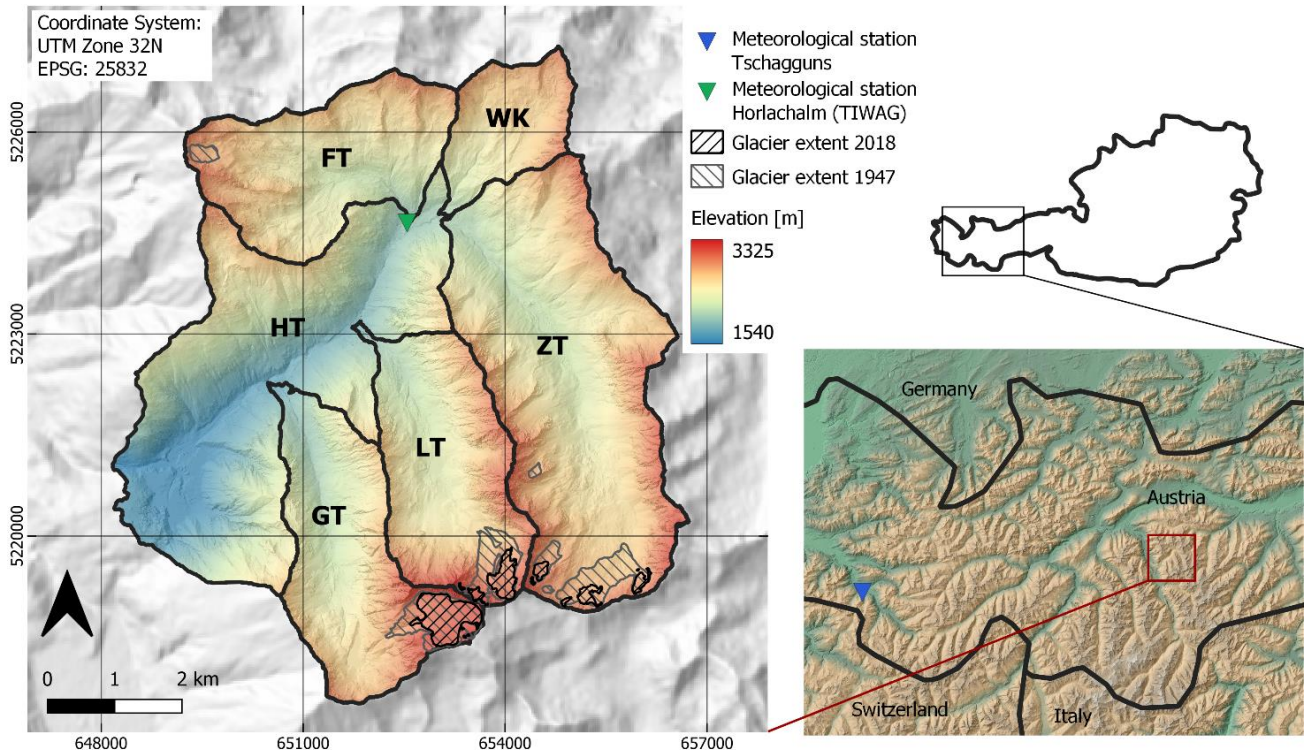 Coordinate System:
UTM Zone 32N
EPSG: 25832
5226000
5223000
5220000
WK
FT
HT
ZT
LT
GT
0 1 2 km
648000 651000 654000 657000
Meteorological station
Tschagguns
Meteorological station
Horlachalm (TIWAG)
Glacier extent 2018
Glacier extent 1947
Elevation [m]
3325
1540
Germany
Austria
Switzerland
Italy